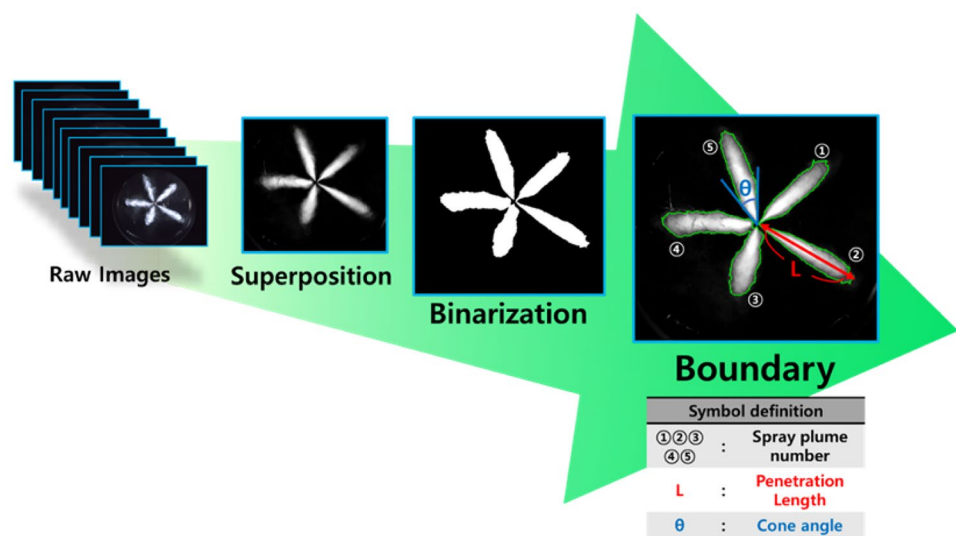 Raw Images
Superposition
Binarization
Boundary
①
②
③
④
⑤
θ
L
Symbol definition
①②③
④⑤
:
Spray plume
number
L
:
Penetration
Length
θ
:
Cone angle